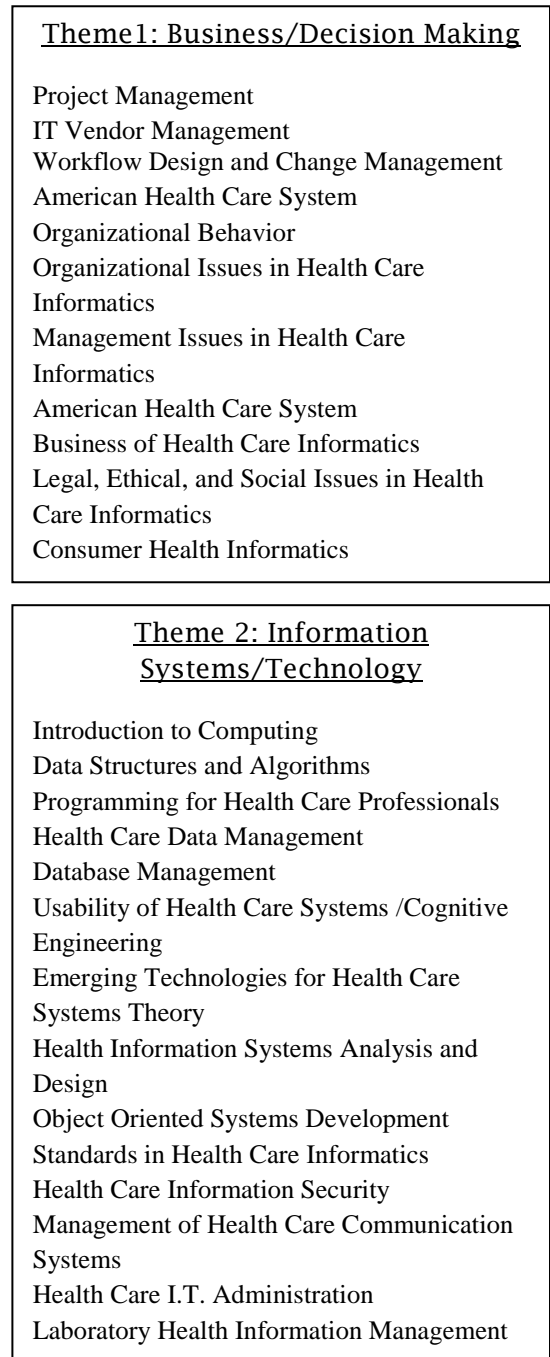 Theme1: Business/Decision Making
Project Management
IT Vendor Management
Workflow Design and Change Management
American Health Care System
Organizational Behavior
Organizational Issues in Health Care
Informatics
Management Issues in Health Care
Informatics
American Health Care System
Business of Health Care Informatics
Legal, Ethical, and Social Issues in Health
Care Informatics
Consumer Health Informatics
Theme 2: Information
Systems/Technology
Introduction to Computing
Data Structures and Algorithms
Programming for Health Care Professionals
Health Care Data Management
Database Management
Usability of Health Care Systems /Cognitive
Engineering
Emerging Technologies for Health Care
Systems Theory
Health Information Systems Analysis and
Design
Object Oriented Systems Development
Standards in Health Care Informatics
Health Care Information Security
Management of Health Care Communication
Systems
Health Care I.T. Administration
Laboratory Health Information Management